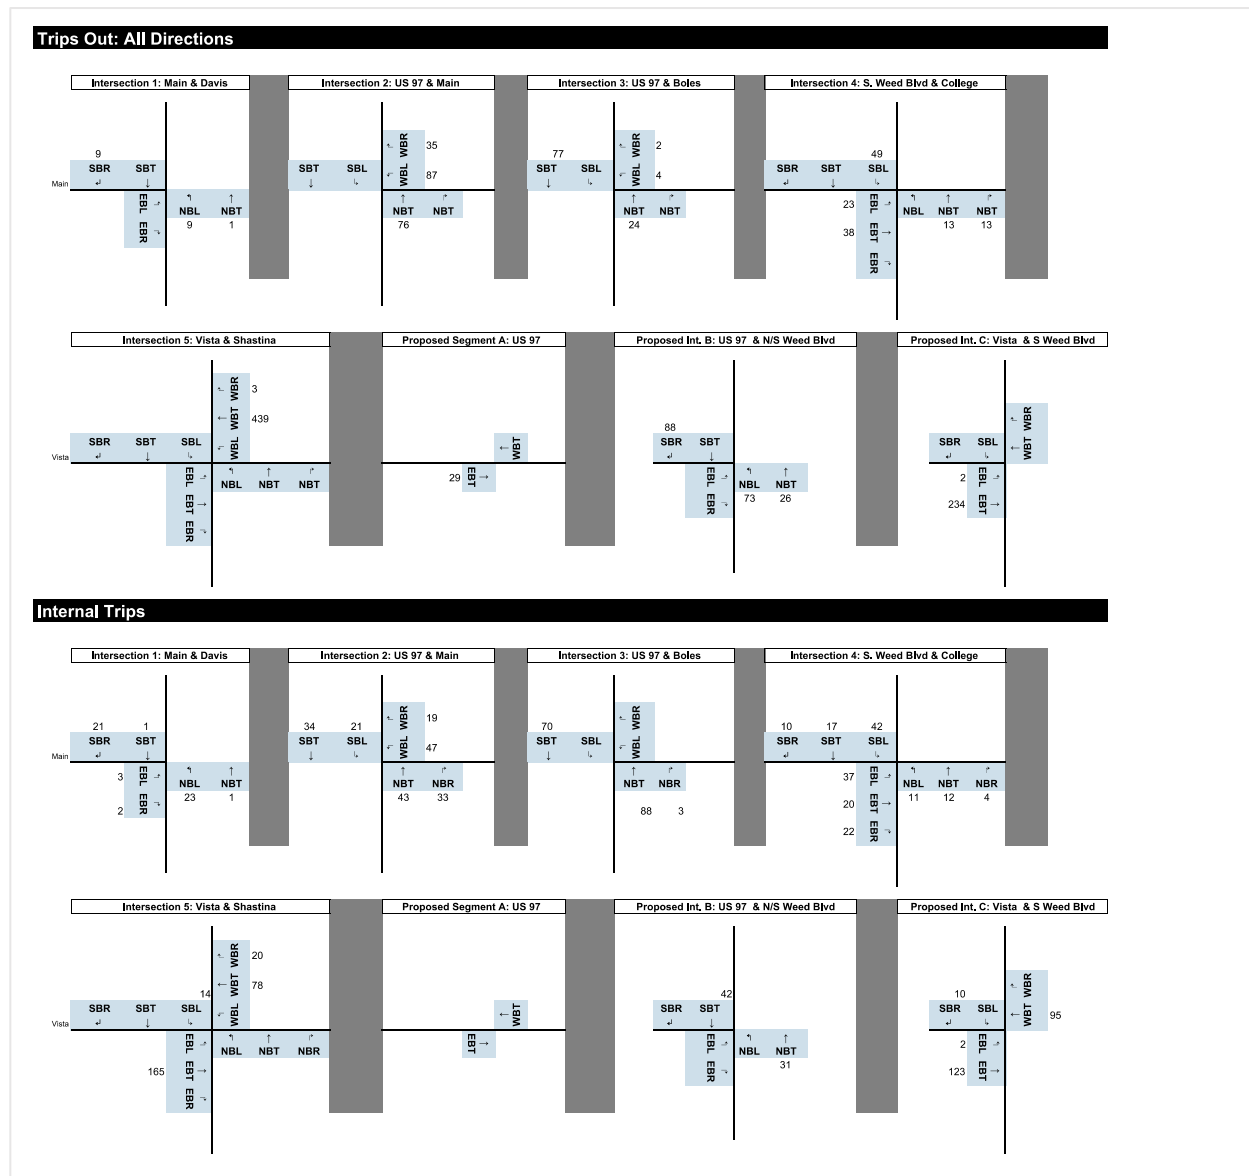 Trips Out: All Directions
Intersection 1: Main & Davis
Intersection 2: US 97 & Main
Intersection 3: US 97 & Boles
Intersection 4: S. Weed Blvd & College
9
SBR SBT
Main
EBL
EBR
NBL NBT
9 1
WBR 35
SBT SBL
WBL 87
NBT NBT
76
77
WBR 2
SBT SBL
WBL 4
NBT NBT
24
49
SBR SBT SBL
23 EBL
38 EBT
EBR
NBL NBT NBT
13 13
Intersection 5: Vista & Shastina
Proposed Segment A: US 97
Proposed Int. B: US 97 & N/S Weed Blvd
Proposed Int. C: Vista & S Weed Blvd
WBR 3
WBT 439
WBL
SBR SBT SBL
Vista
EBL
EBT
EBR
NBL NBT NBT
WBT
29 EBT
88
SBR SBT
EBL
EBR
NBL NBT
73 26
WBR
WBT
SBR SBL
2 EBL
234 EBT
Internal Trips
Intersection 1: Main & Davis
Intersection 2: US 97 & Main
Intersection 3: US 97 & Boles
Intersection 4: S. Weed Blvd & College
21 1
SBR SBT
Main
3 EBL
2 EBR
NBL NBT
23 1
34 21
SBT SBL
WBR 19
WBL 47
NBT NBR
43 33
70
SBT SBL
WBR
WBL
NBT NBR
88 3
10 17 42
SBR SBT SBL
37 EBL
20 EBT
22 EBR
NBL NBT NBR
11 12 4
Intersection 5: Vista & Shastina
Proposed Segment A: US 97
Proposed Int. B: US 97 & N/S Weed Blvd
Proposed Int. C: Vista & S Weed Blvd
WBR 20
WBT 78
WBL
14
SBR SBT SBL
Vista
EBL
165 EBT
EBR
NBL NBT NBR
WBT
EBT
42
SBR SBT
EBL
EBR
NBL NBT
31
WBR
WBT 95
10
SBR SBL
2 EBL
123 EBT